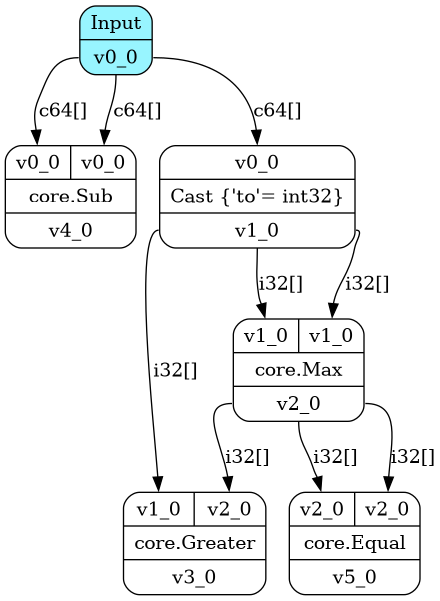 Input
v0_0
c64[] c64[] c64[]
v0_0 v0_0 v0_0
core.Sub Cast {'to'= int32}
v4_0 v1_0
i32[] i32[]
v1_0 v1_0
i32[] core.Max
v2_0
i32[] i32[] i32[]
v1_0 v2_0 v2_0 v2_0
core.Greater core.Equal
v3_0 v5_0